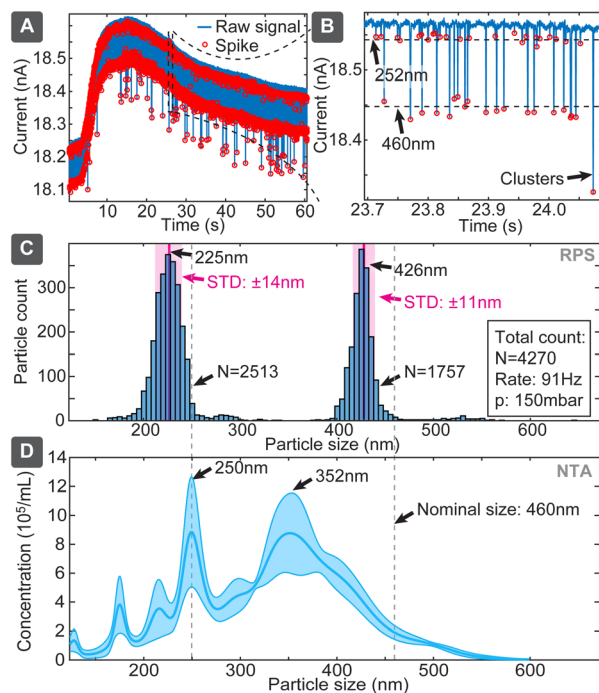 A
Raw signal
Spike
18.5
18.4
18.3
18.2
18.1
Current (nA)
0 10 20 30 40 50 60
Time (s)
B
18.5
18.4
Current (nA)
252nm
460nm
Clusters
23.7 23.8 23.9 24.0
Time (s)
C
RPS
225nm
STD: ±14nm
426nm
STD: ±11nm
N=2513
N=1757
Total count:
N=4270
Rate: 91Hz
p: 150mbar
300
200
100
0
Particle count
200 300 400 500 600
Particle size (nm)
D
NTA
250nm
352nm
Nominal size: 460nm
14
12
10
8
6
4
2
0
Concentration (10⁵/mL)
200 300 400 500 600
Particle size (nm)